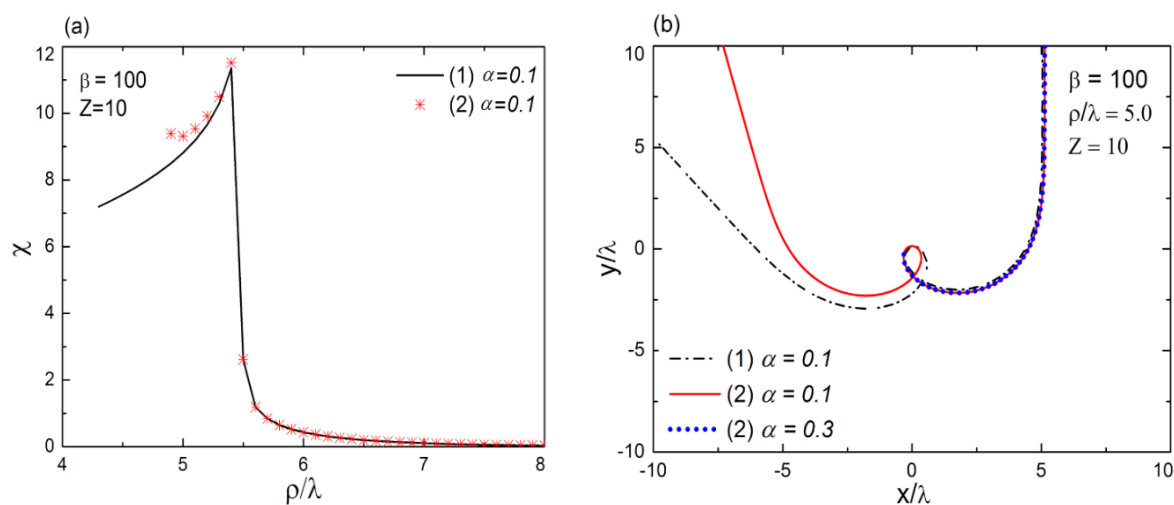 (a)
12
10
8
6
4
2
0
χ
β = 100
Z=10
(1) α=0.1
(2) α=0.1
4 5 6 7 8
ρ/λ
(b)
10
5
0
-5
-10
y/λ
β = 100
ρ/λ = 5.0
Z = 10
(1) α = 0.1
(2) α = 0.1
(2) α = 0.3
-10 -5 0 5 10
x/λ